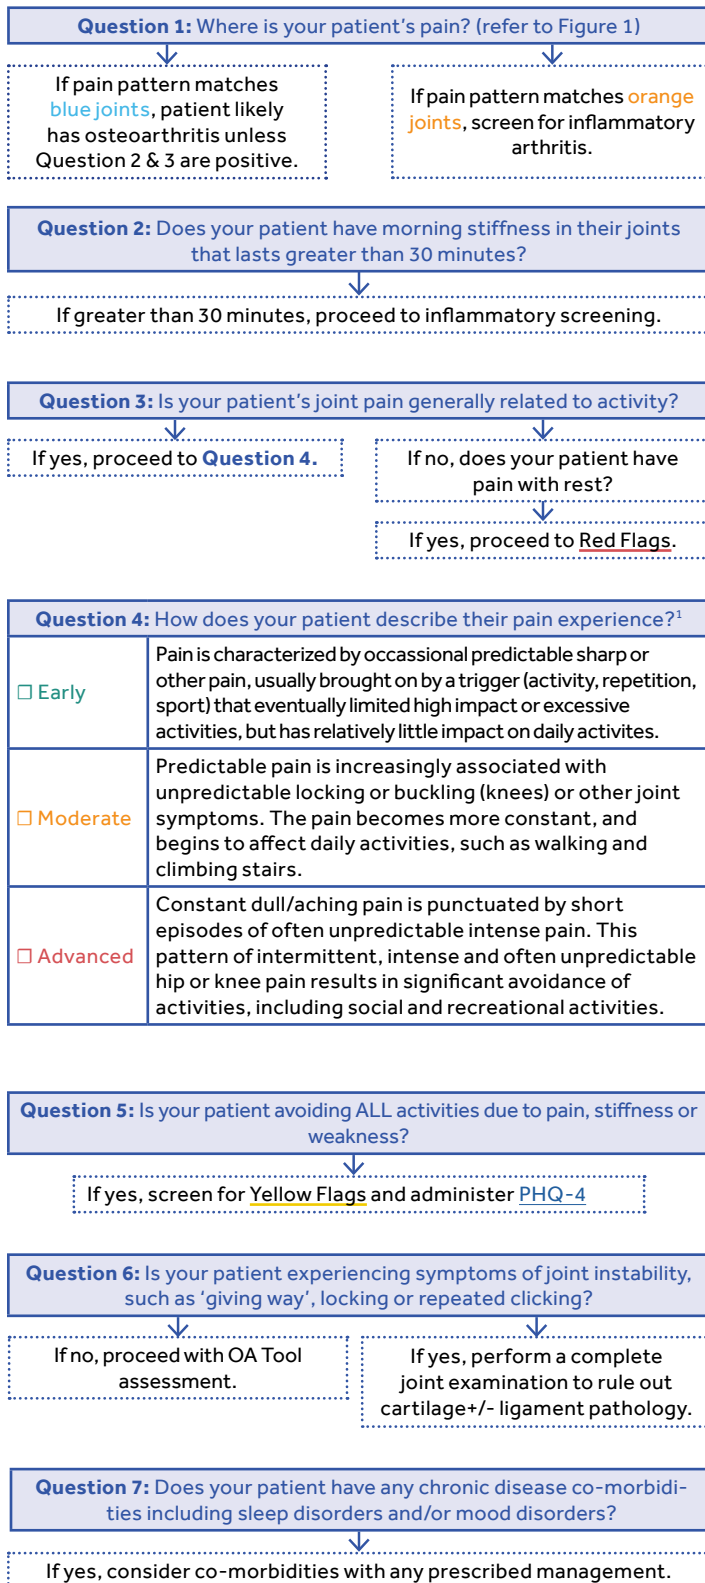 Question 1: Where is your patient's pain? (refer to Figure 1)
If pain pattern matches
blue joints, patient likely
has osteoarthritis unless
Question 2 & 3 are positive.
If pain pattern matches orange
joints, screen for inflammatory
arthritis.
Question 2: Does your patient have morning stiffness in their joints
that lasts greater than 30 minutes?
If greater than 30 minutes, proceed to inflammatory screening.
Question 3: Is your patient's joint pain generally related to activity?
If yes, proceed to Question 4.
If no, does your patient have
pain with rest?
If yes, proceed to Red Flags.
Question 4: How does your patient describe their pain experience?¹
☐ Early
Pain is characterized by occassional predictable sharp or
other pain, usually brought on by a trigger (activity, repetition,
sport) that eventually limited high impact or excessive
activities, but has relatively little impact on daily activites.
☐ Moderate
Predictable pain is increasingly associated with
unpredictable locking or buckling (knees) or other joint
symptoms. The pain becomes more constant, and
begins to affect daily activities, such as walking and
climbing stairs.
☐ Advanced
Constant dull/aching pain is punctuated by short
episodes of often unpredictable intense pain. This
pattern of intermittent, intense and often unpredictable
hip or knee pain results in significant avoidance of
activities, including social and recreational activities.
Question 5: Is your patient avoiding ALL activities due to pain, stiffness or
weakness?
If yes, screen for Yellow Flags and administer PHQ-4
Question 6: Is your patient experiencing symptoms of joint instability,
such as 'giving way', locking or repeated clicking?
If no, proceed with OA Tool
assessment.
If yes, perform a complete
joint examination to rule out
cartilage+/- ligament pathology.
Question 7: Does your patient have any chronic disease co-morbidi-
ties including sleep disorders and/or mood disorders?
If yes, consider co-morbidities with any prescribed management.